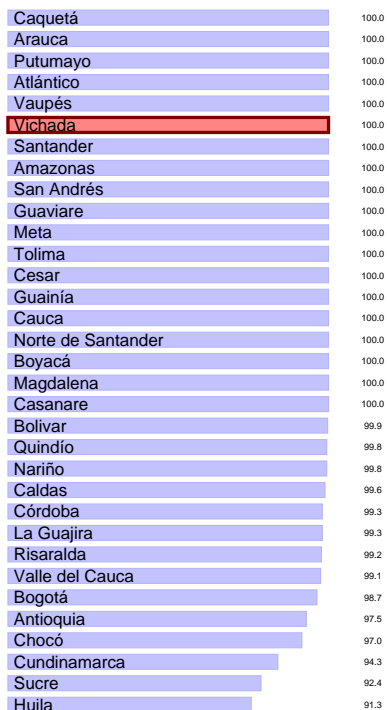 Caquetá 100.0
Arauca 100.0
Putumayo 100.0
Atlántico 100.0
Vaupés 100.0
Vichada 100.0
Santander 100.0
Amazonas 100.0
San Andrés 100.0
Guaviare 100.0
Meta 100.0
Tolima 100.0
Cesar 100.0
Guainía 100.0
Cauca 100.0
Norte de Santander 100.0
Boyacá 100.0
Magdalena 100.0
Casanare 100.0
Bolivar 99.9
Quindío 99.8
Nariño 99.8
Caldas 99.6
Córdoba 99.3
La Guajira 99.3
Risaralda 99.2
Valle del Cauca 99.1
Bogotá 98.7
Antioquia 97.5
Chocó 97.0
Cundinamarca 94.3
Sucre 92.4
Huila 91.3